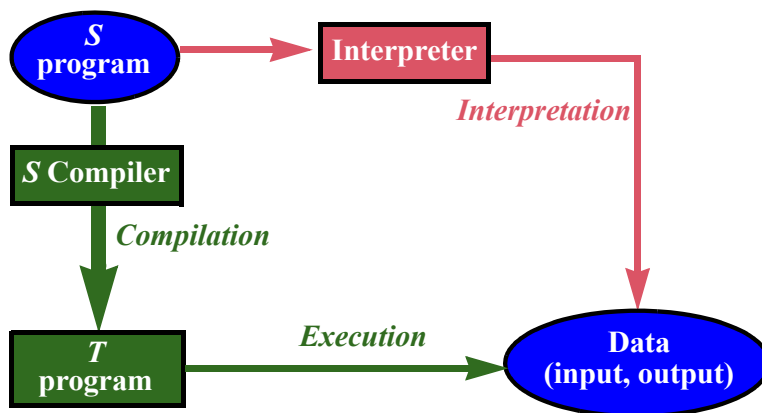 S
program
Interpreter
Interpretation
S Compiler
Compilation
T
program
Execution
Data
(input, output)